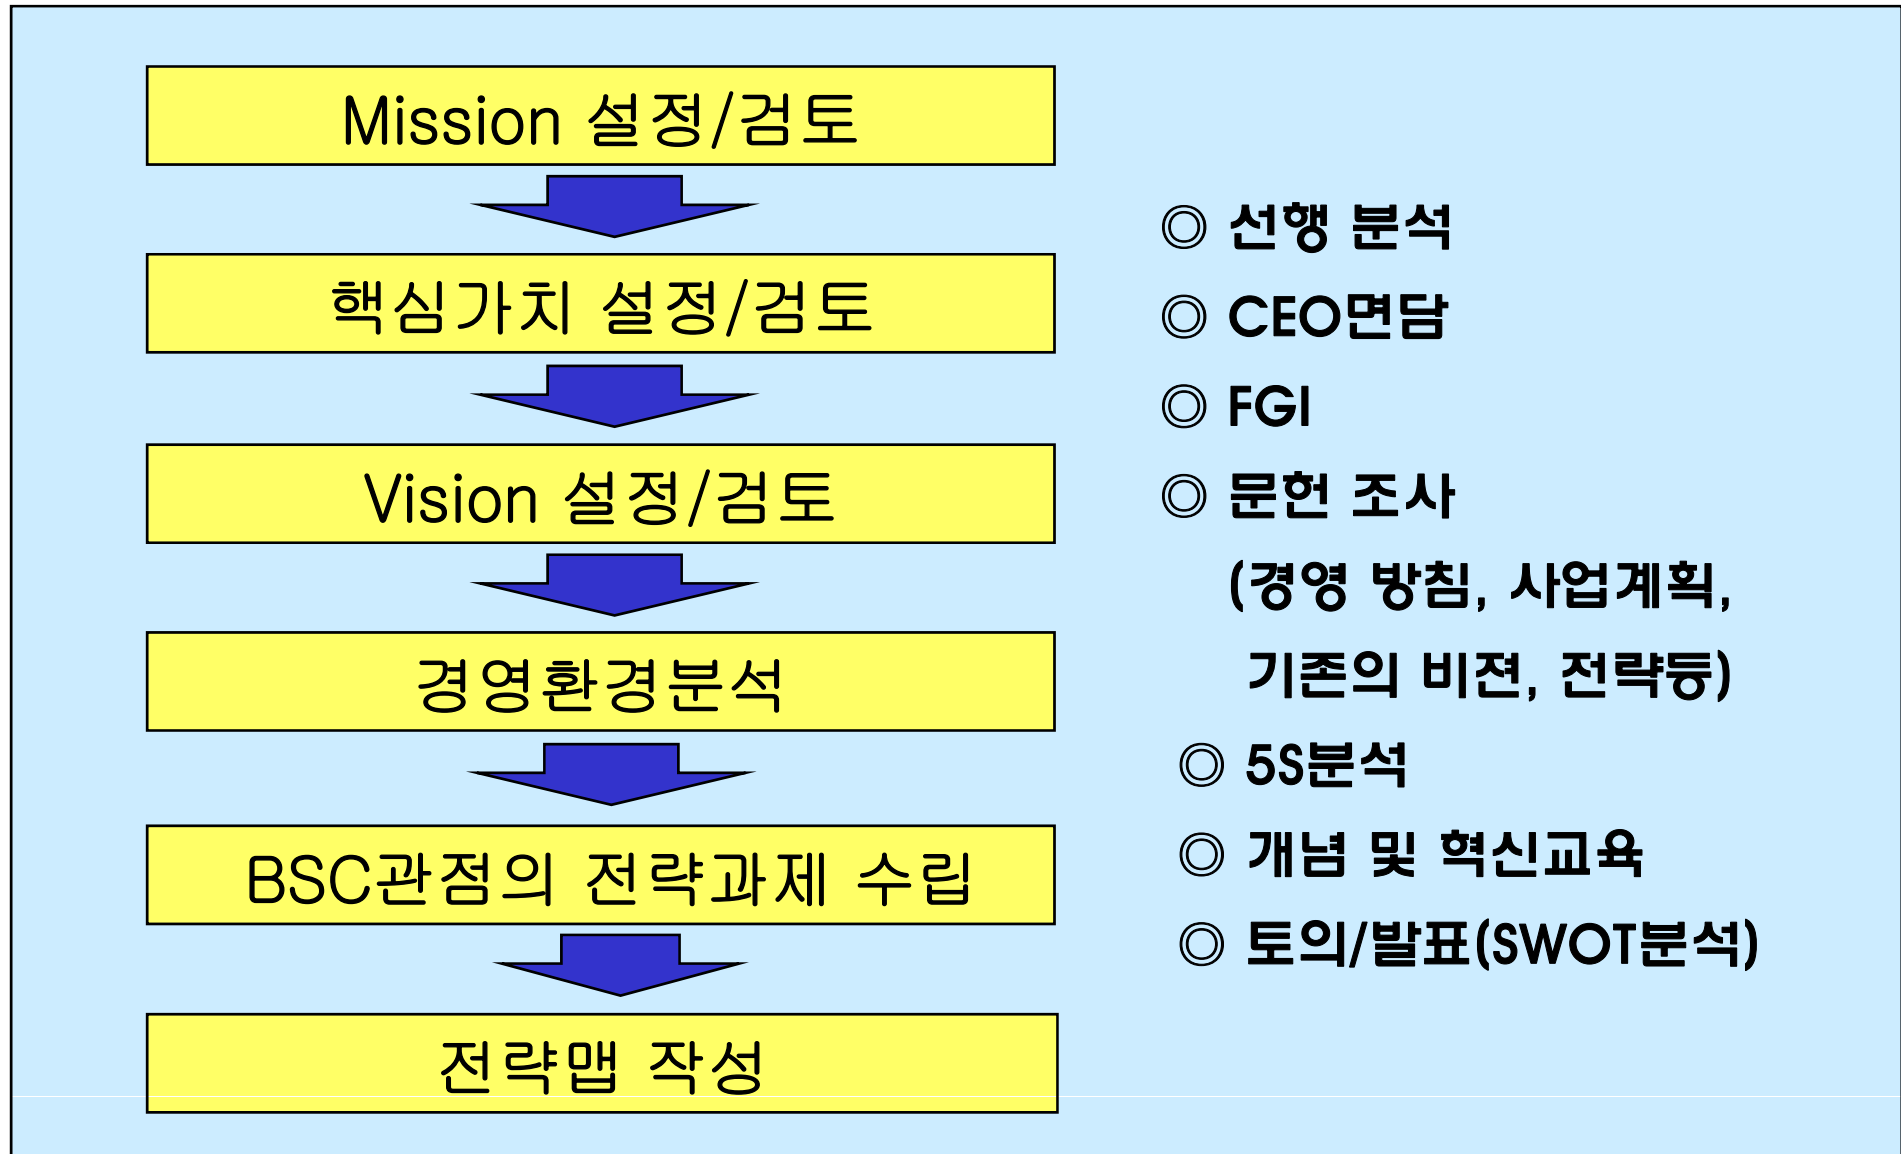 Mission 설정/검토
핵심가치 설정/검토
Vision 설정/검토
경영환경분석
BSC관점의 전략과제 수립
전략맵 작성
◎ 선행 분석
◎ CEO면담
◎ FGI
◎ 문헌 조사
(경영 방침, 사업계획,
기존의 비젼, 전략등)
◎ 5S분석
◎ 개념 및 혁신교육
◎ 토의/발표(SWOT분석)